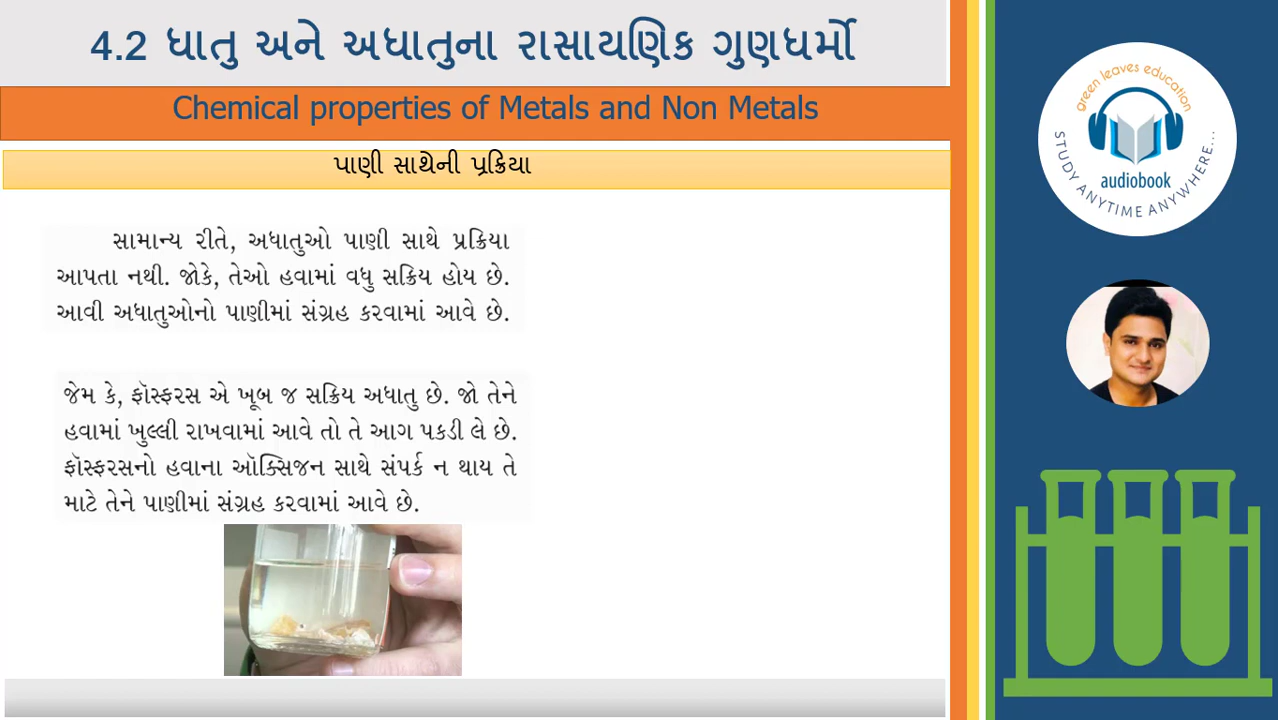 4.2 ધાતુ અને અધાતુના રાસાયણિક ગુણધર્મો
Chemical properties of Metals and Non Metals
પાણી સાથેની પ્રક્રિયા
સામાન્ય રીતે, અધાતુઓ પાણી સાથે પ્રક્રિયા
આપતા નથી. જોકે, તેઓ હવામાં વધુ સક્રિય હોય છે.
આવી અધાતુઓનો પાણીમાં સંગ્રહ કરવામાં આવે છે.
જેમ કે, ફૉસ્ફરસ એ ખૂબ જ સક્રિય અધાતુ છે. જો તેને
હવામાં ખુલ્લી રાખવામાં આવે તો તે આગ પકડી લે છે.
ફૉસ્ફરસનો હવાના ઑક્સિજન સાથે સંપર્ક ન થાય તે
માટે તેને પાણીમાં સંગ્રહ કરવામાં આવે છે.
green leaves education
audiobook
STUDY ANYTIME ANYWHERE...